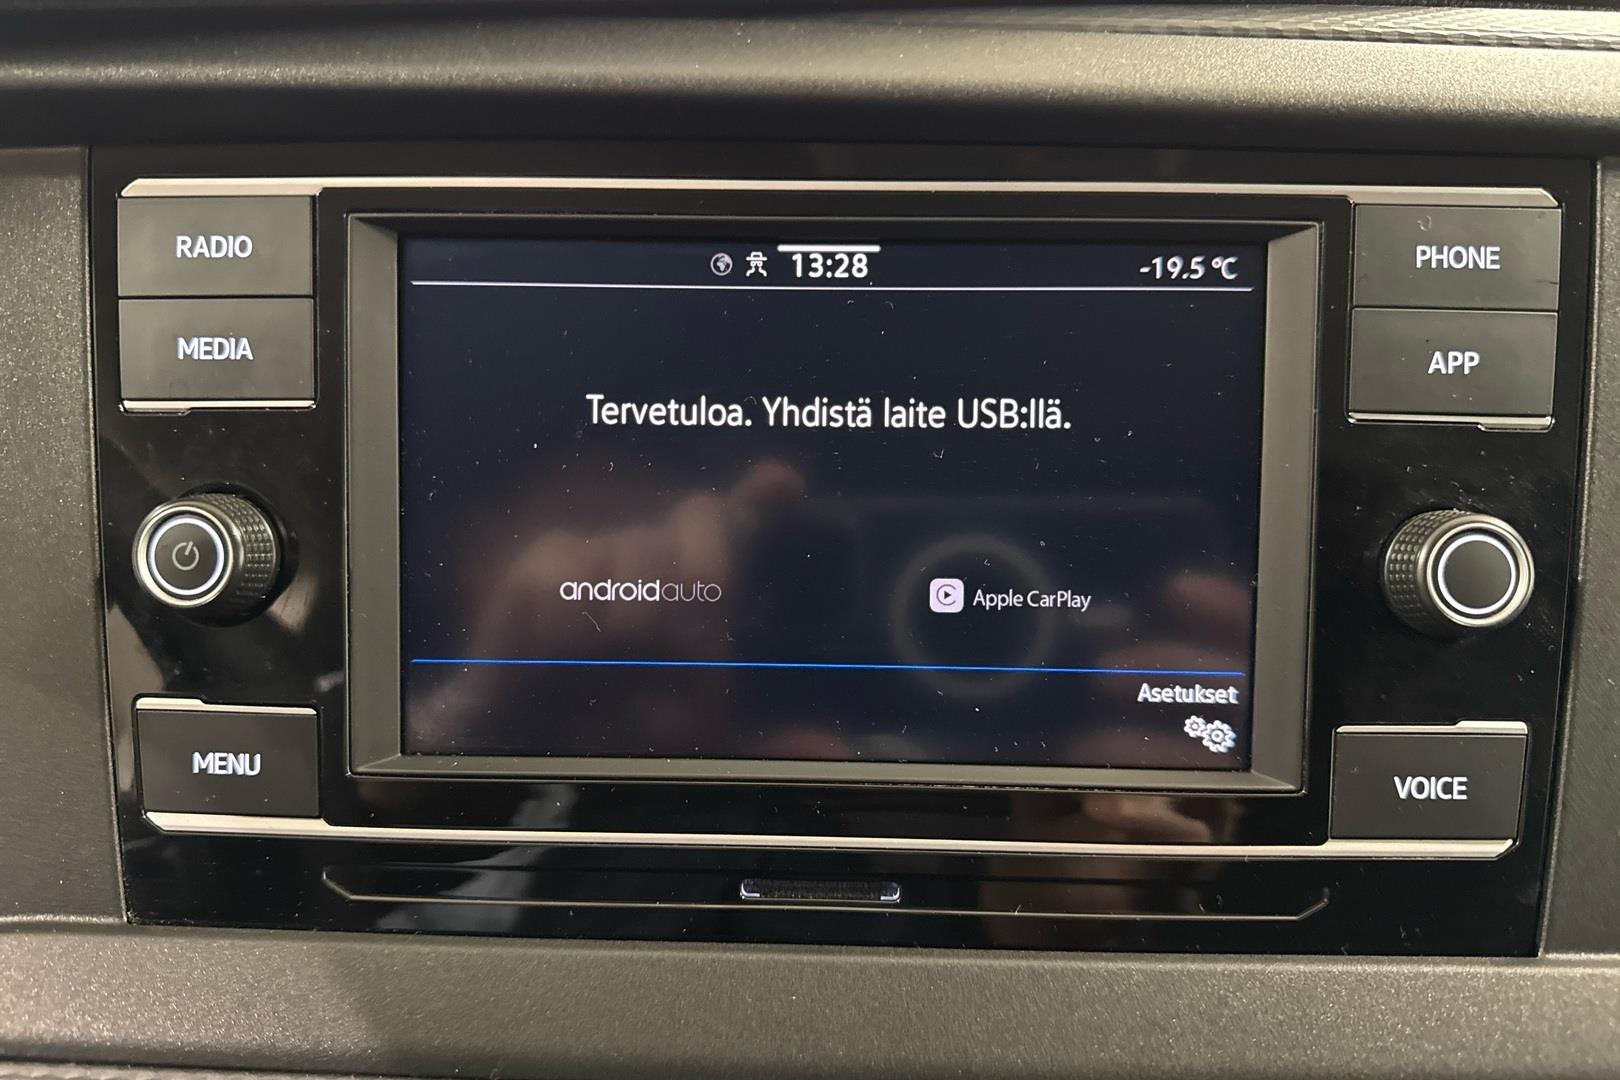 RADIO
MEDIA
MENU
13:28
-19.5 °C
Tervetuloa. Yhdistä laite USB:llä.
androidauto
Apple CarPlay
Asetukset
PHONE
APP
VOICE